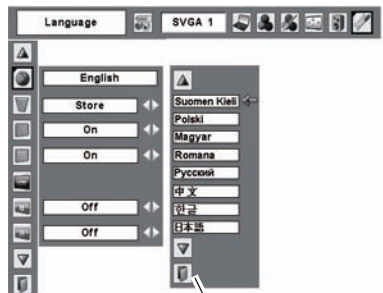 Language
SVGA 1
English
Store
On
On
Off
Off
Suomen Kieli
Polski
Magyar
Romana
Русский
中文
한글
日本語